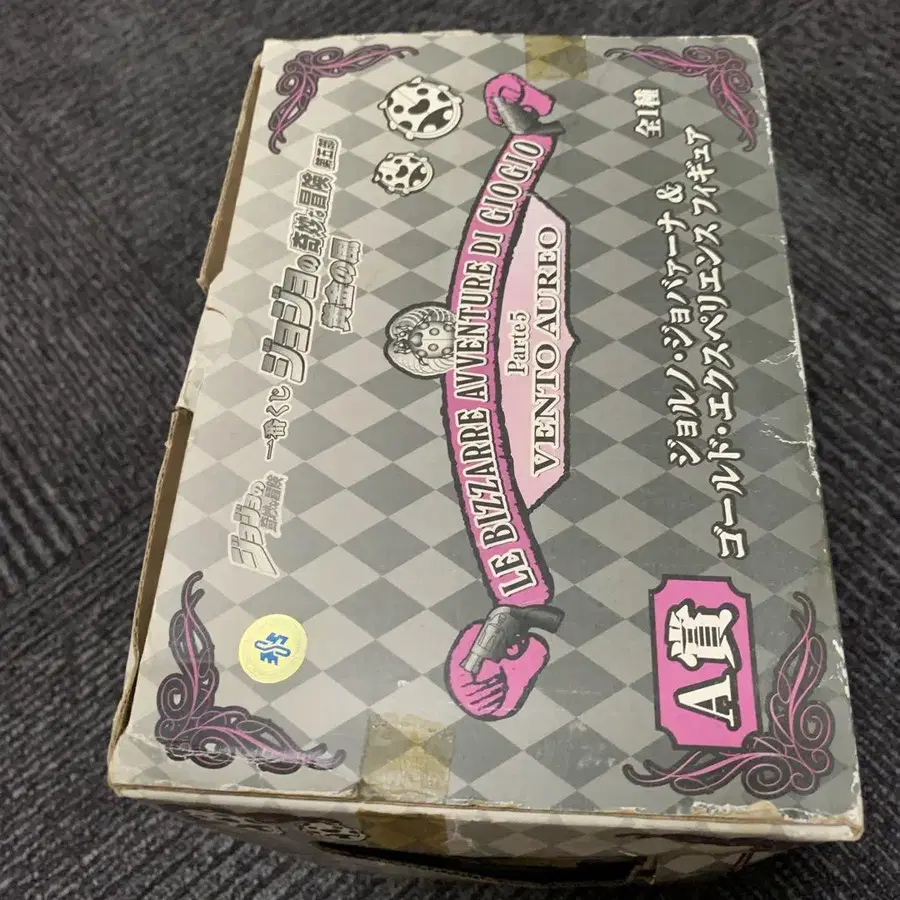 ジョジョの
奇妙な冒険
一番くじ ジョジョの奇妙な冒険 第五部
黄金の風
LE BIZZARRE AVVENTURE DI GIOGIO
Parte5
VENTO AUREO
A賞
ジョルノ・ジョバァーナ &
ゴールド・エクスペリエンス フィギュア
全1種